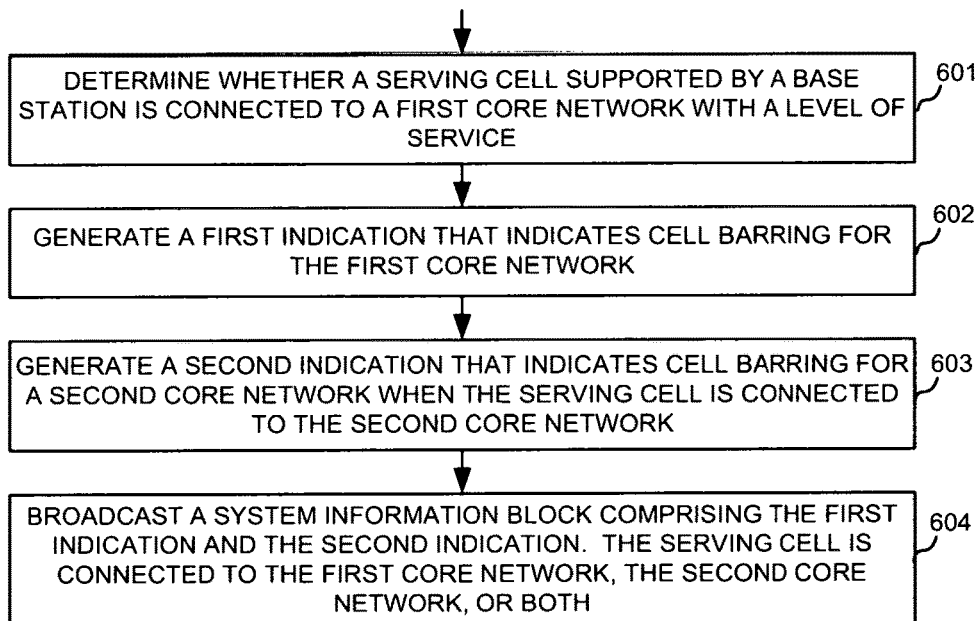 DETERMINE WHETHER A SERVING CELL SUPPORTED BY A BASE
STATION IS CONNECTED TO A FIRST CORE NETWORK WITH A LEVEL OF
SERVICE
601
GENERATE A FIRST INDICATION THAT INDICATES CELL BARRING FOR
THE FIRST CORE NETWORK
602
GENERATE A SECOND INDICATION THAT INDICATES CELL BARRING FOR
A SECOND CORE NETWORK WHEN THE SERVING CELL IS CONNECTED
TO THE SECOND CORE NETWORK
603
BROADCAST A SYSTEM INFORMATION BLOCK COMPRISING THE FIRST
INDICATION AND THE SECOND INDICATION. THE SERVING CELL IS
CONNECTED TO THE FIRST CORE NETWORK, THE SECOND CORE
NETWORK, OR BOTH
604